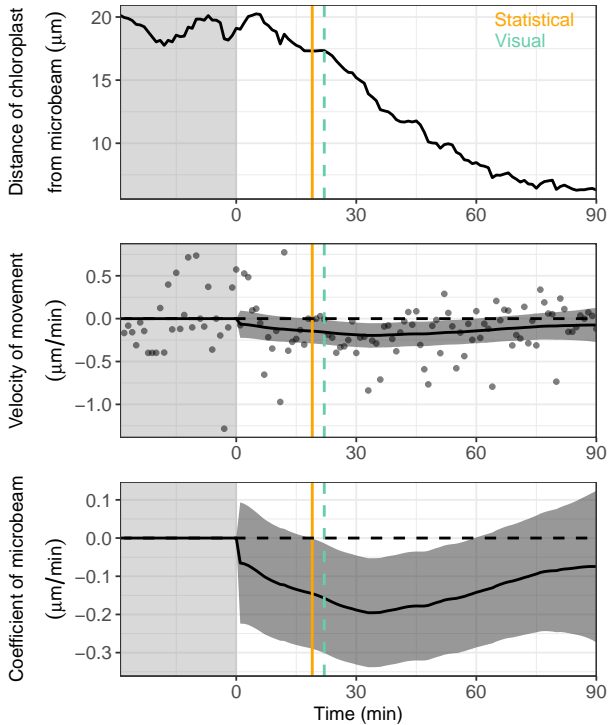 Distance of chloroplast
from microbeam (μm)
20
15
10
Statistical
Visual
0
30
60
90
Velocity of movement
(μm/min)
0.5
0.0
−0.5
−1.0
0
30
60
90
Coefficient of microbeam
(μm/min)
0.1
0.0
−0.1
−0.2
−0.3
0
30
60
90
Time (min)